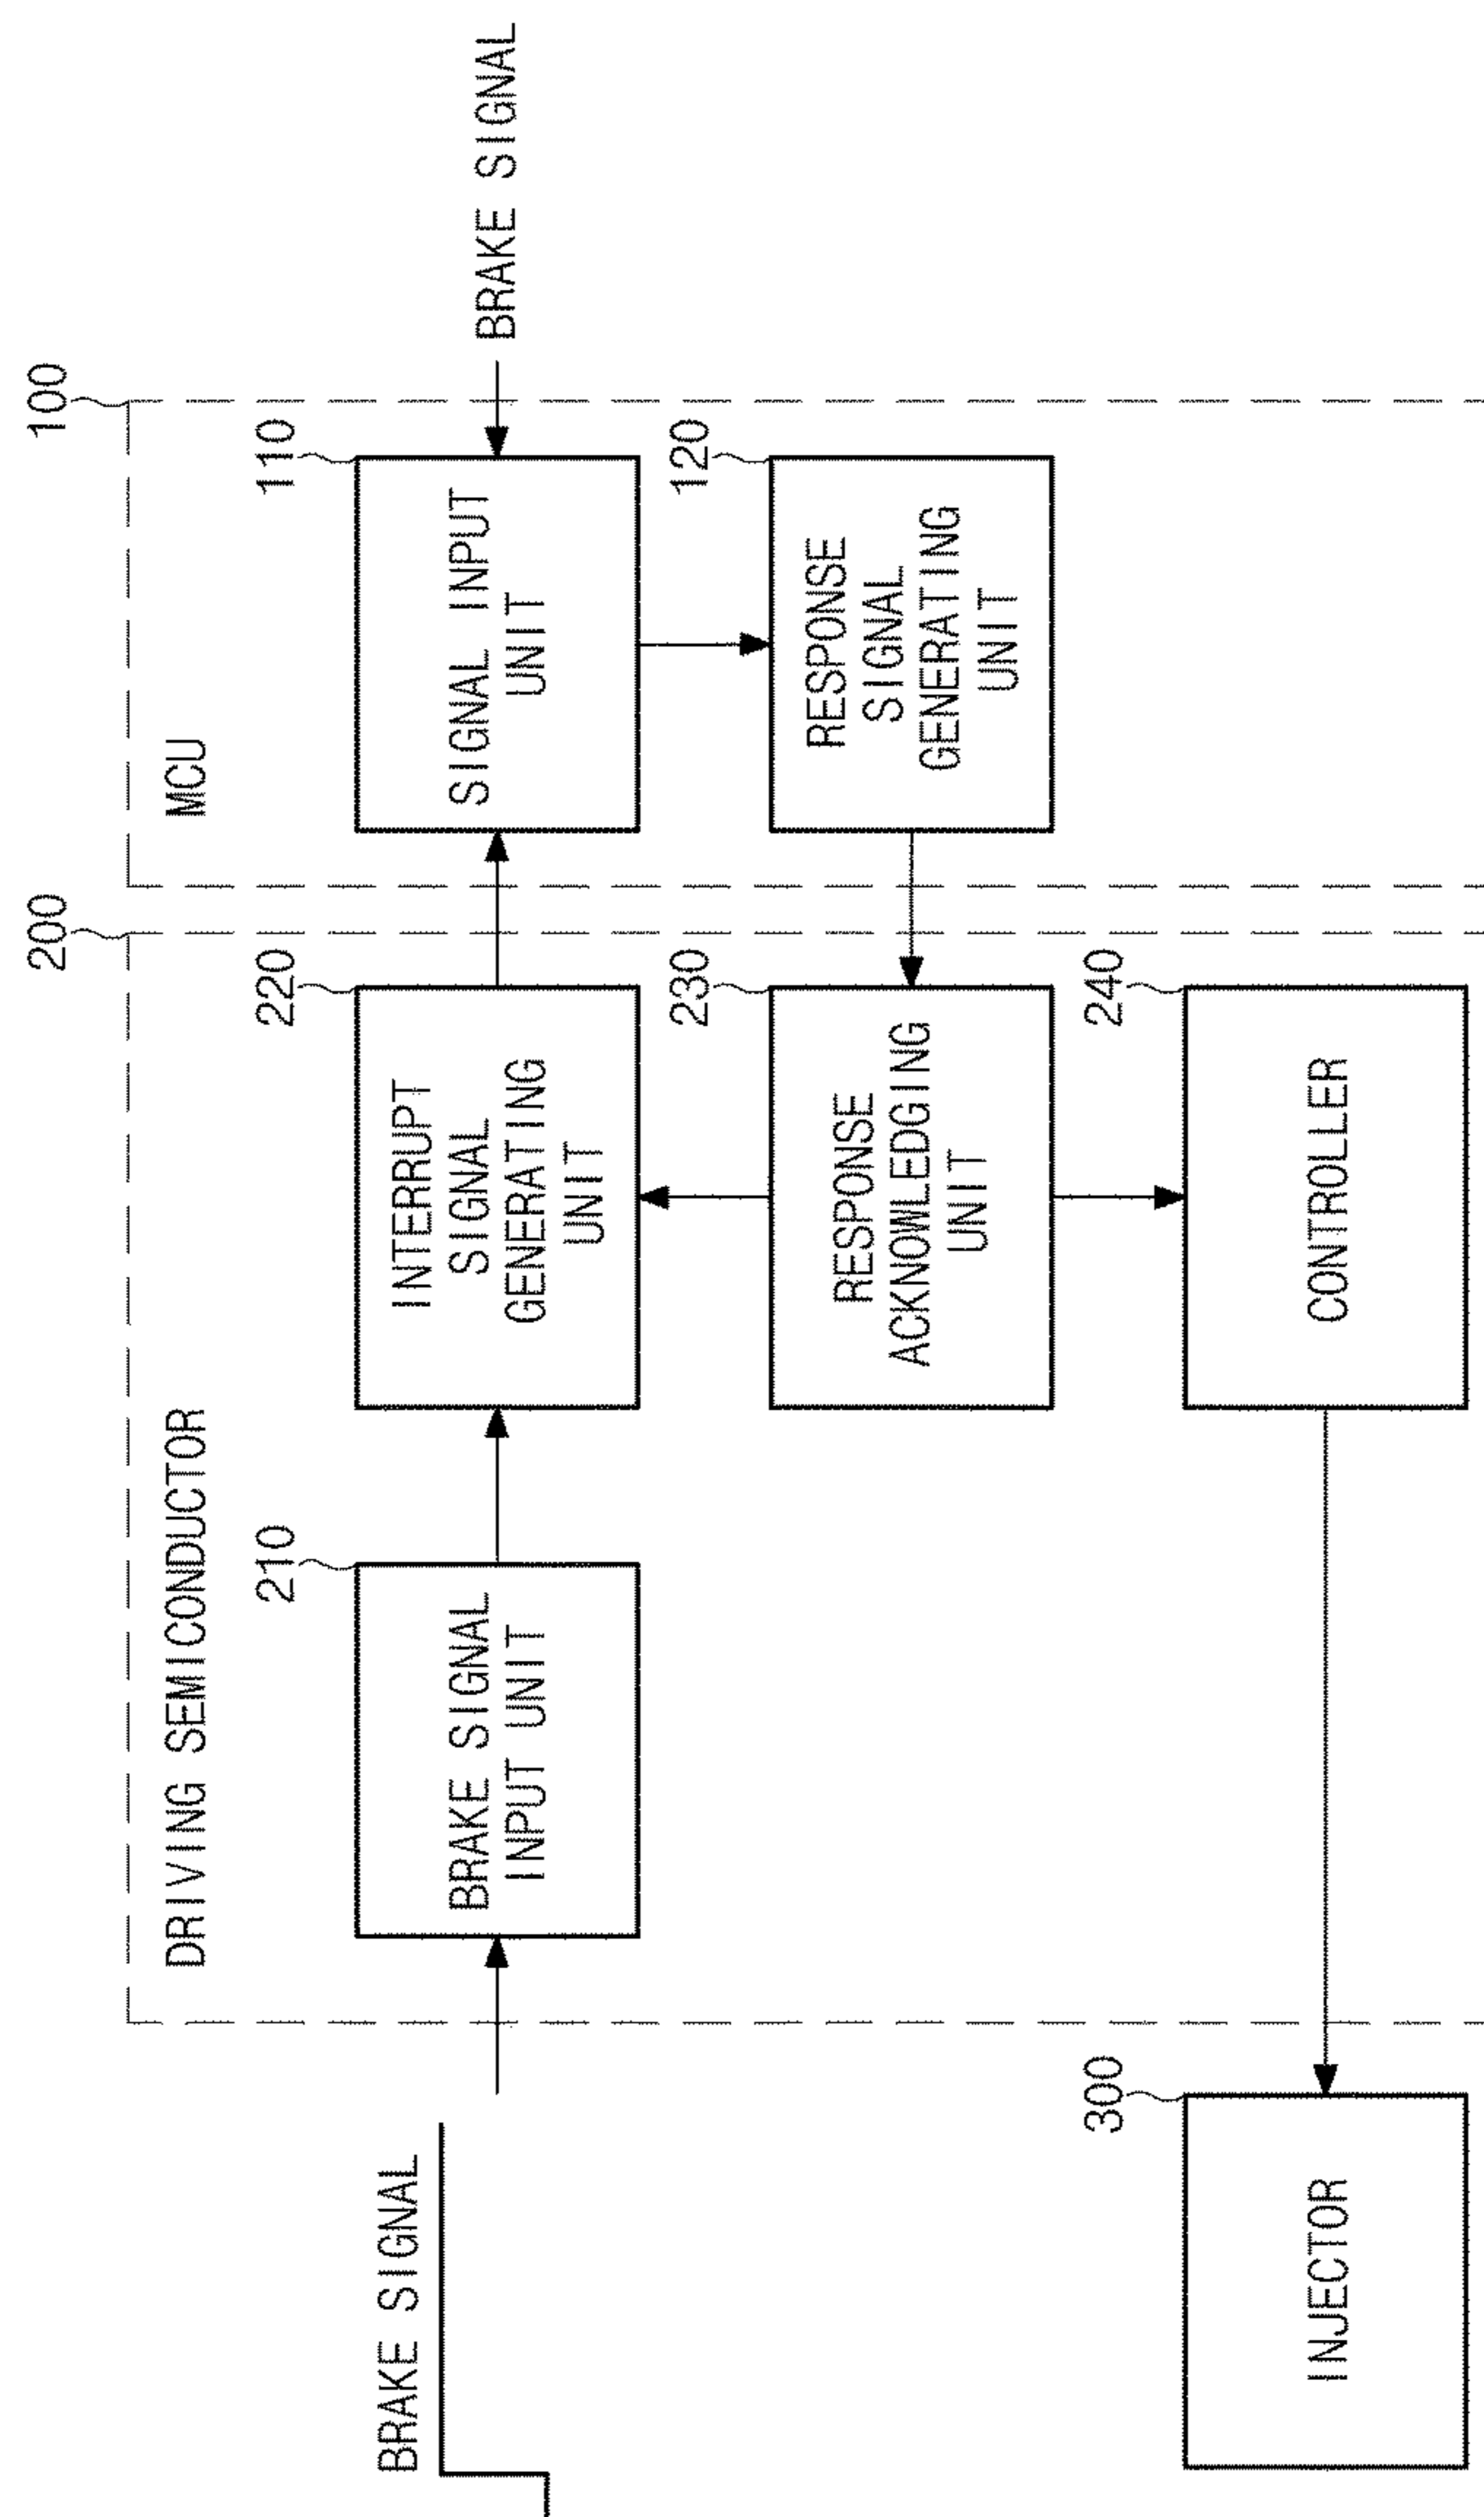 200
100
DRIVING SEMICONDUCTOR
MCU
210
220
110
BRAKE SIGNAL
BRAKE SIGNAL
INPUT UNIT
INTERRUPT
SIGNAL
GENERATING
UNIT
SIGNAL INPUT
UNIT
BRAKE SIGNAL
230
120
RESPONSE
ACKNOWLEDGING
UNIT
RESPONSE
SIGNAL
GENERATING
UNIT
300
240
INJECTOR
CONTROLLER